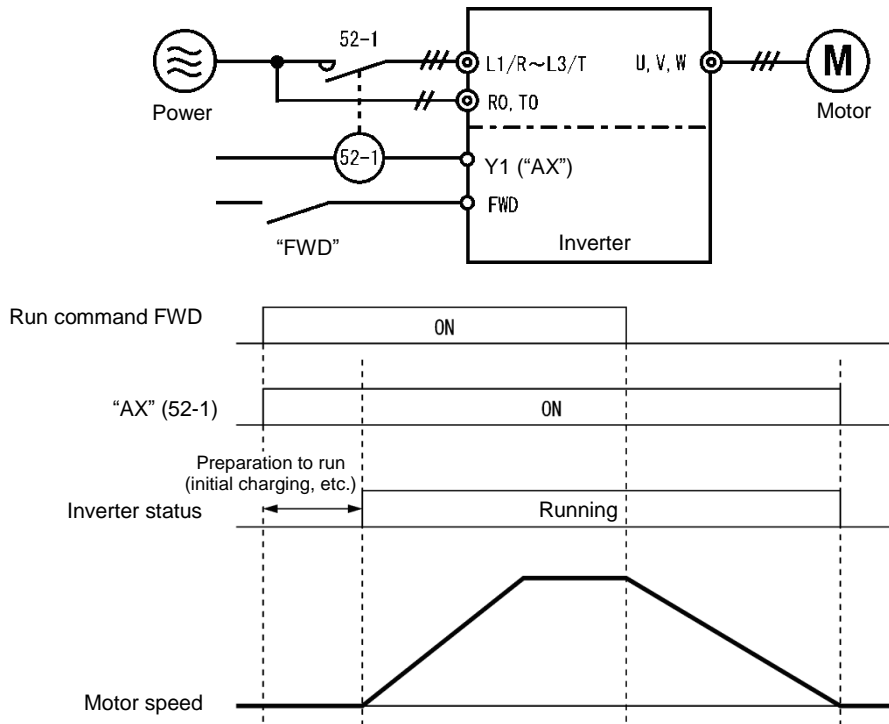 52-1
L1/R～L3/T
U, V, W
M
R0, T0
Power
Motor
52-1
Y1 (“AX”)
FWD
“FWD”
Inverter
Run command FWD
ON
“AX” (52-1)
ON
Preparation to run
(initial charging, etc.)
Inverter status
Running
Motor speed